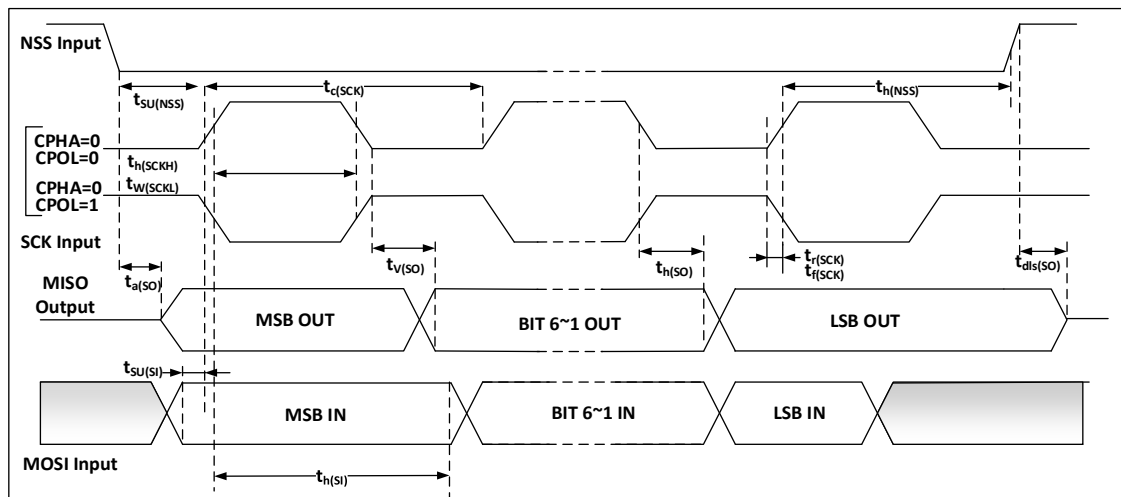 NSS Input
tSU(NSS)
tc(SCK)
th(NSS)
CPHA=0
CPOL=0
th(SCKH)
tW(SCKL)
CPHA=0
CPOL=1
SCK Input
ta(SO)
tV(SO)
th(SO)
tr(SCK)
tf(SCK)
tdls(SO)
MISO
Output
MSB OUT
BIT 6~1 OUT
LSB OUT
tSU(SI)
MSB IN
BIT 6~1 IN
LSB IN
MOSI Input
th(SI)